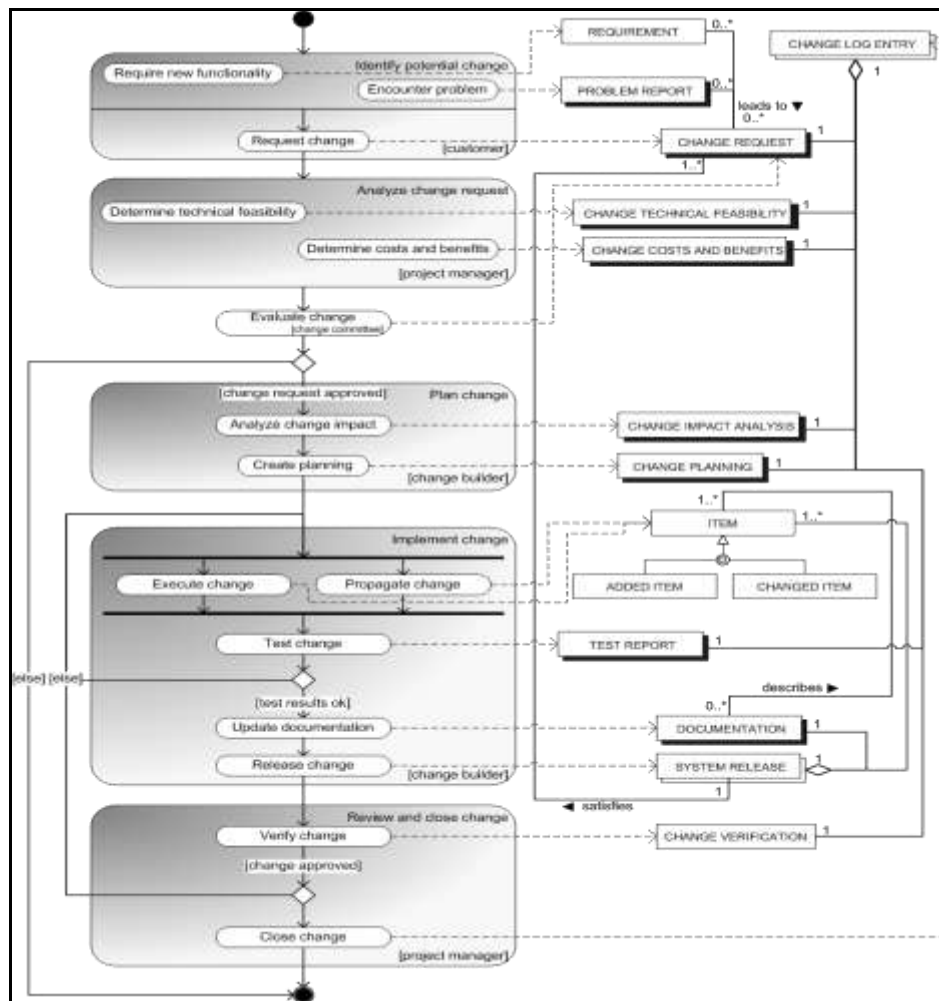 REQUIREMENT
0..*
CHANGE LOG ENTRY
1
Identify potential change
Require new functionality
Encounter problem
PROBLEM REPORT
0..*
leads to ▼
0..*
Request change
[customer]
CHANGE REQUEST
1
1..*
Analyze change request
Determine technical feasibility
CHANGE TECHNICAL FEASIBILITY
1
Determine costs and benefits
CHANGE COSTS AND BENEFITS
1
[project manager]
Evaluate change
[change committee]
[change request approved]
Plan change
Analyze change impact
CHANGE IMPACT ANALYSIS
1
Create planning
CHANGE PLANNING
1
[change builder]
1..*
ITEM
1..*
Implement change
Execute change
Propagate change
ADDED ITEM
CHANGED ITEM
Test change
TEST REPORT
1
[else]
[else]
[test results ok]
describes ►
0..*
Update documentation
DOCUMENTATION
1
Release change
SYSTEM RELEASE
1
[change builder]
1
◄ satisfies
Review and close change
Verify change
CHANGE VERIFICATION
1
[change approved]
Close change
[project manager]